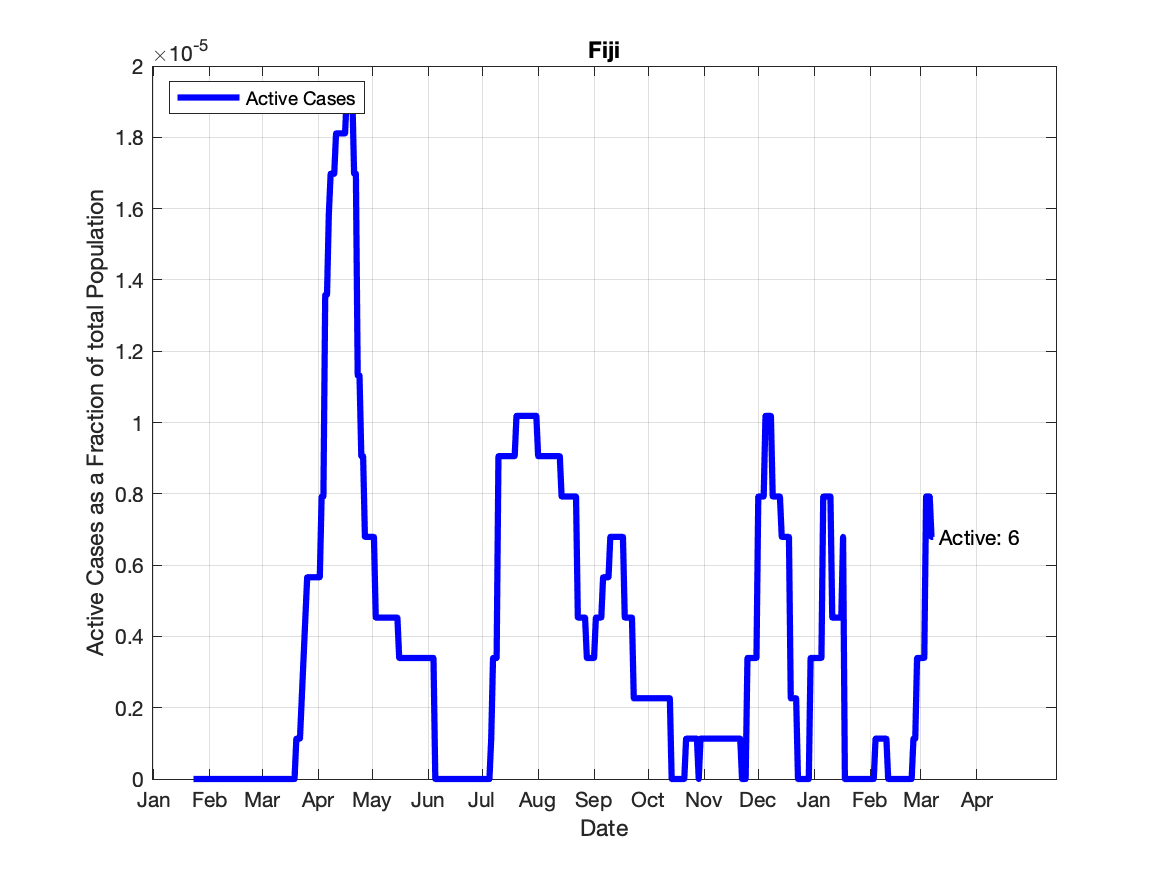 Fiji
×10-5
Active Cases
2
1.8
1.6
1.4
1.2
1
0.8
0.6
0.4
0.2
0
Active Cases as a Fraction of total Population
Active: 6
Jan Feb Mar Apr May Jun Jul Aug Sep Oct Nov Dec Jan Feb Mar Apr
Date